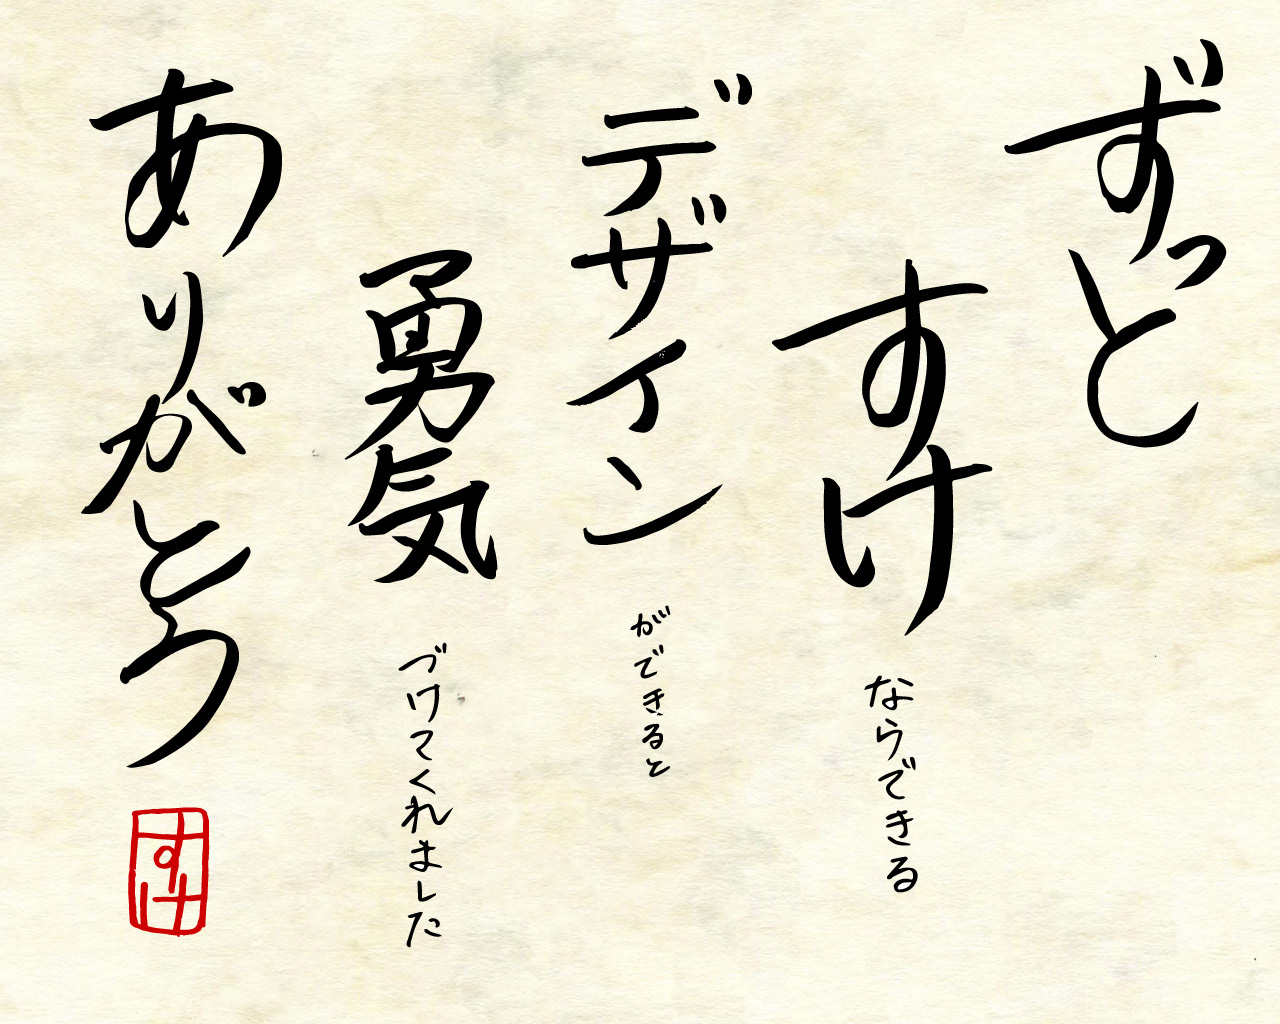 ずっと
すけならできる
デザインができると
勇気づけてくれました
ありがとう
すけ